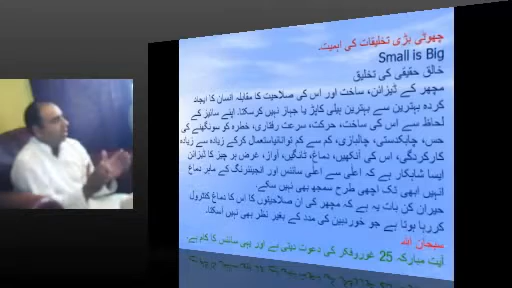 چھوٹی بڑی تخلیقات کی اہمیت۔
Small is Big
خالق حقیقی کی تخلیق
مچھر کے ڈیزائن، ساخت اور اس کی صلاحیت کا مقابلہ انسان کا ایجاد
کردہ بہترین سے بہترین ہیلی کاپڑ یا جہاز نہیں کرسکتا۔ اپنے سائیز کے
لحاظ سے اس کی ساخت، حرکت، سرعت رفتاری، خطرہ کو سونگھنے کی
حس، چابکدستی، چالبازی، کم سے کم توانائیاستعمال کرکے زیادہ سے زیادہ
کارکردگی، اس کی آنکھیں، دماغ، ٹانگیں، آواز، غرض ہر چیز کا ڈیزائن
ایسا شاہکار ہے کہ اعلٰی سے اعلٰی سائنس اور انجینئرنگ کے ماہر دماغ
انہیں ابھی تک اچھی طرح سمجھ بھی نہیں سکے۔
حیران کن بات یہ ہے کہ مچھر کی ان صلاحیتوں کا اس کا دماغ کنٹرول
کررہا ہوتا ہے جو خوردبین کی مدد کے بغیر نظر بھی نہیں آسکتا۔
سبحان اللہ
آیت مبارکہ 25 غوروفکر کی دعوت دیتی ہے اور یہی سائنس کا کام ہے۔